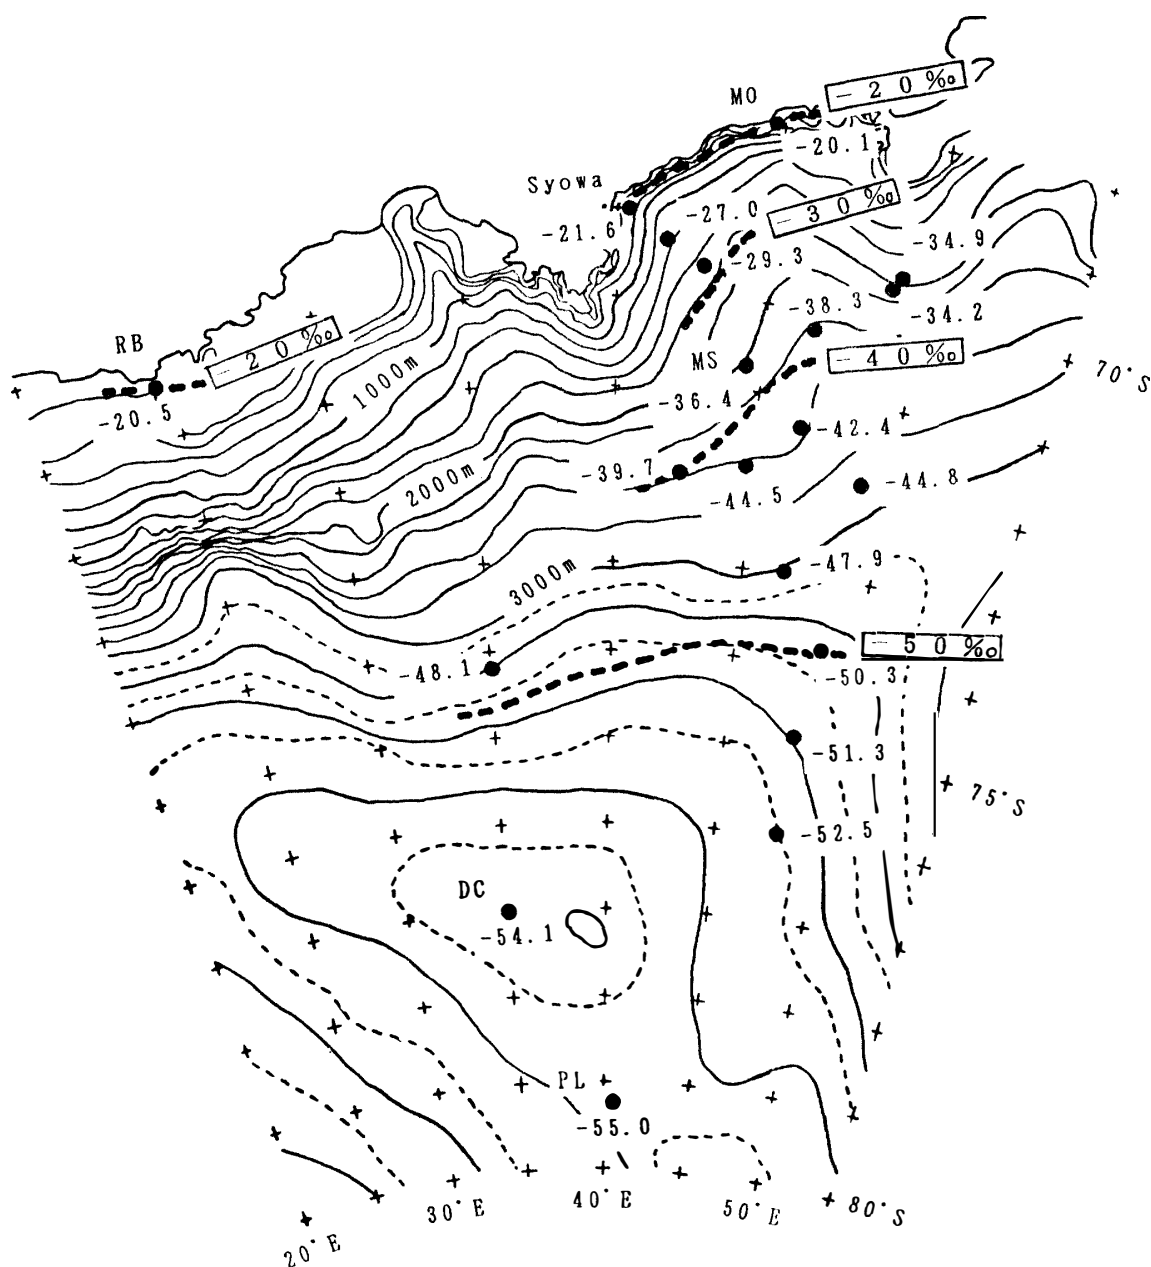 －20‰
MO
-20.1
Syowa
-21.6
-27.0
－30‰
-29.3
-34.9
-38.3
-34.2
RB
－20‰
-20.5
1000m
MS
－40‰
70°S
-36.4
-42.4
-39.7
2000m
-44.5
-44.8
3000m
-47.9
-48.1
－50‰
-50.3
-51.3
75°S
-52.5
DC
-54.1
PL
-55.0
30°E
40°E
50°E
80°S
20°E